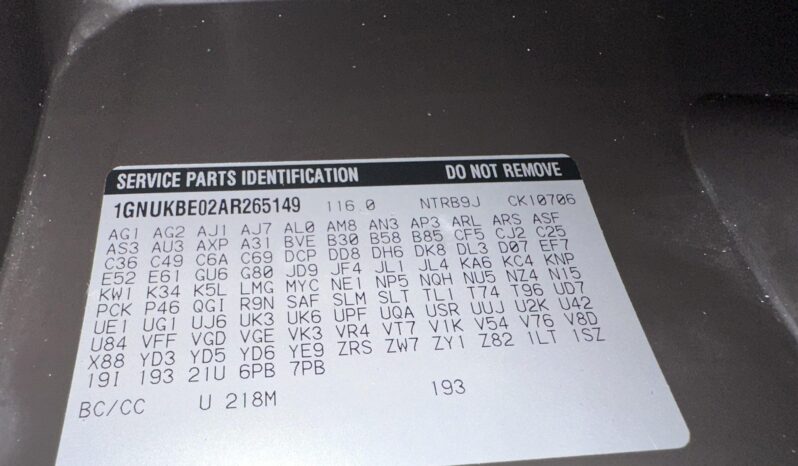 SERVICE PARTS IDENTIFICATION DO NOT REMOVE
1GNUKBE02AR265149 116.0 NTRB9J CK10706
AG1 AG2 AJ1 AJ7 AL0 AM8 AN3 AP3 ARL ARS ASF
AS3 AU3 AXP A31 BVE B30 B58 B85 CF5 CJ2 C25
C36 C49 C6A C69 DCP DD8 DH6 DK8 DL3 D07 EF7
E52 E61 GU6 G80 JD9 JF4 JL1 JL4 KA6 KC4 KNP
KW1 K34 K5L LMG MYC NE1 NP5 NQH NU5 NZ4 N15
PCK P46 QGI R9N SAF SLM SLT TL1 T74 T96 UD7
UE1 UG1 UJ6 UK3 UK6 UPF UQA USR UUJ U2K U42
U84 VFF VGD VGE VK3 VR4 VT7 V1K V54 V76 V8D
X88 YD3 YD5 YD6 YE9 ZRS ZW7 ZY1 Z82 1LT 1SZ
19I 193 21U 6PB 7PB
BC/CC U 218M 193